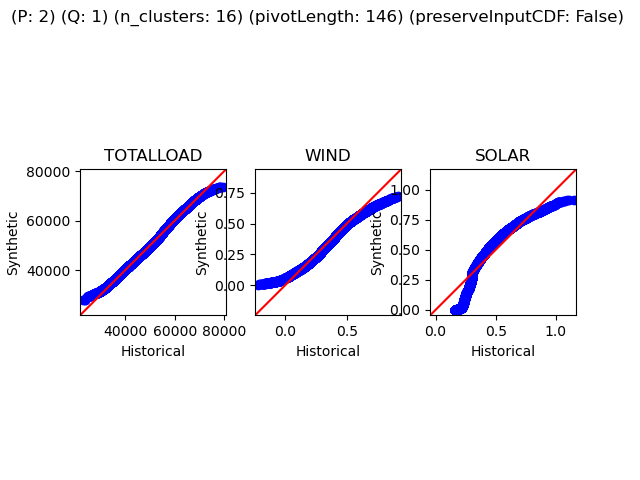 (P: 2) (Q: 1) (n_clusters: 16) (pivotLength: 146) (preserveInputCDF: False)
TOTALLOAD
80000
60000
40000
Synthetic
40000 60000 80000
Historical
WIND
0.75
0.50
0.25
0.00
Synthetic
0.0 0.5
Historical
SOLAR
1.00
0.75
0.50
0.25
0.00
Synthetic
0.0 0.5 1.0
Historical